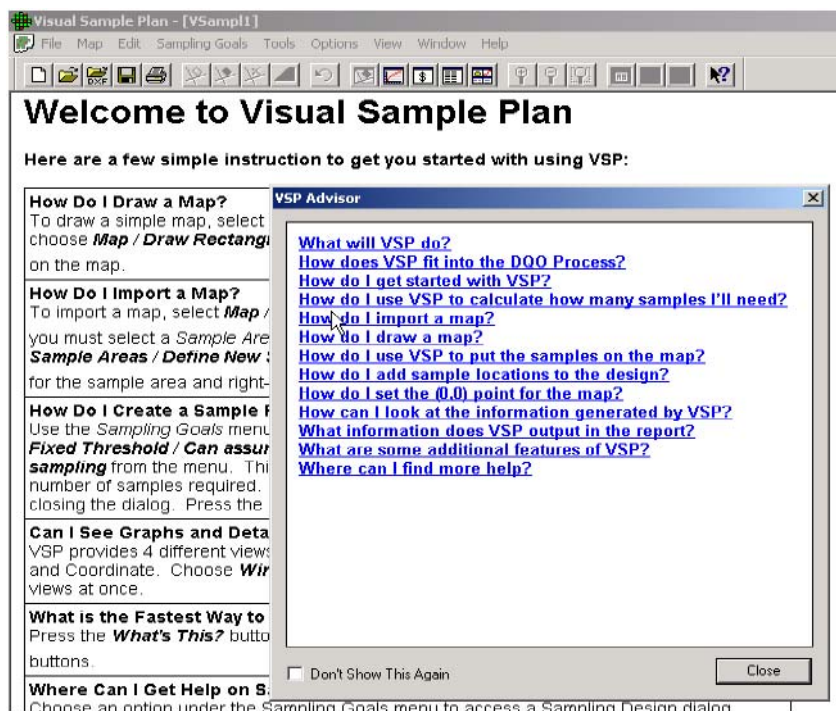 Visual Sample Plan - [VSampl1]
File Map Edit Sampling Goals Tools Options View Window Help
DXF
Welcome to Visual Sample Plan
Here are a few simple instruction to get you started with using VSP:
How Do I Draw a Map?
To draw a simple map, select
choose Map / Draw Rectang
on the map.
How Do I Import a Map?
To import a map, select Map /
you must select a Sample Are
Sample Areas / Define New
for the sample area and right-
How Do I Create a Sample
Use the Sampling Goals menu
Fixed Threshold / Can assur
sampling from the menu. Thi
number of samples required.
closing the dialog. Press the
Can I See Graphs and Deta
VSP provides 4 different views
and Coordinate. Choose Wir
views at once.
What is the Fastest Way to
Press the What's This? butto
buttons.
Where Can I Get Help on S
Choose an option under the Sampling Goals menu to access a Sampling Design dialog.
VSP Advisor
What will VSP do?
How does VSP fit into the DQO Process?
How do I get started with VSP?
How do I use VSP to calculate how many samples I'll need?
How do I import a map?
How do I draw a map?
How do I use VSP to put the samples on the map?
How do I add sample locations to the design?
How do I set the (0,0) point for the map?
How can I look at the information generated by VSP?
What information does VSP output in the report?
What are some additional features of VSP?
Where can I find more help?
Don't Show This Again
Close